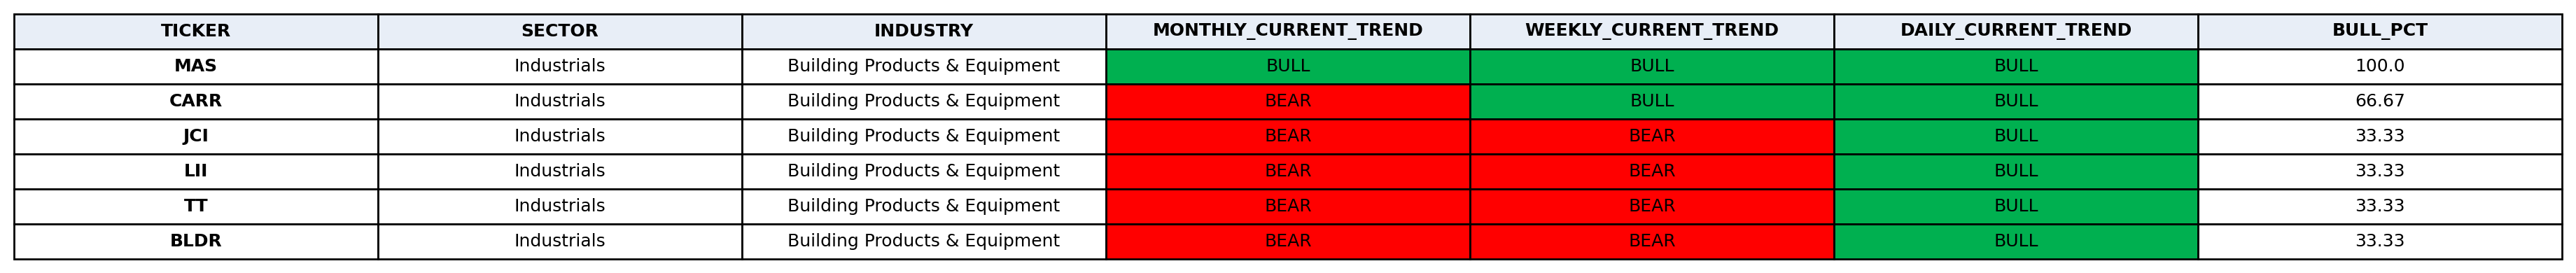 TICKER SECTOR INDUSTRY MONTHLY_CURRENT_TREND WEEKLY_CURRENT_TREND DAILY_CURRENT_TREND BULL_PCT
MAS Industrials Building Products & Equipment BULL BULL BULL 100.0
CARR Industrials Building Products & Equipment BEAR BULL BULL 66.67
JCI Industrials Building Products & Equipment BEAR BEAR BULL 33.33
LII Industrials Building Products & Equipment BEAR BEAR BULL 33.33
TT Industrials Building Products & Equipment BEAR BEAR BULL 33.33
BLDR Industrials Building Products & Equipment BEAR BEAR BULL 33.33